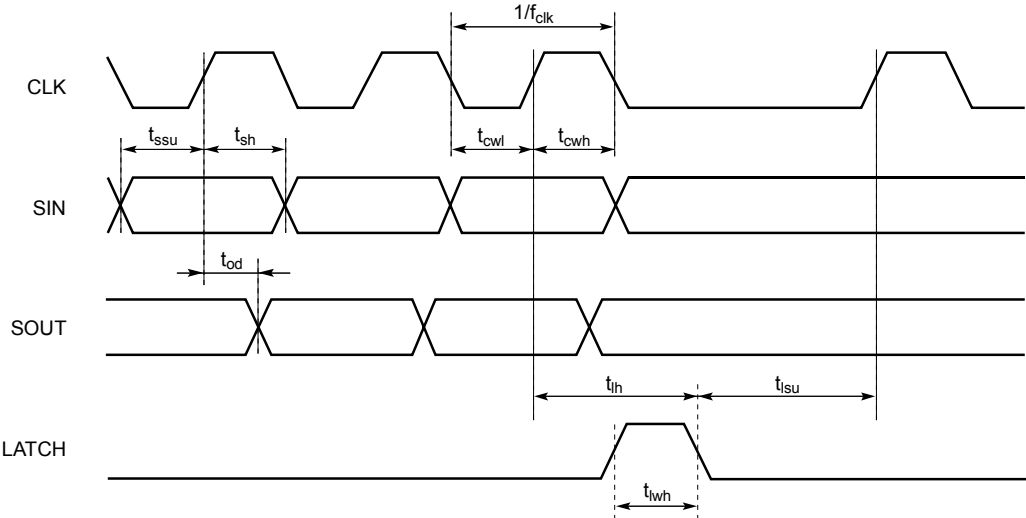 1/fclk
CLK
tssu
tsh
tcwl
tcwh
SIN
tod
SOUT
tlh
tlsu
LATCH
tlwh